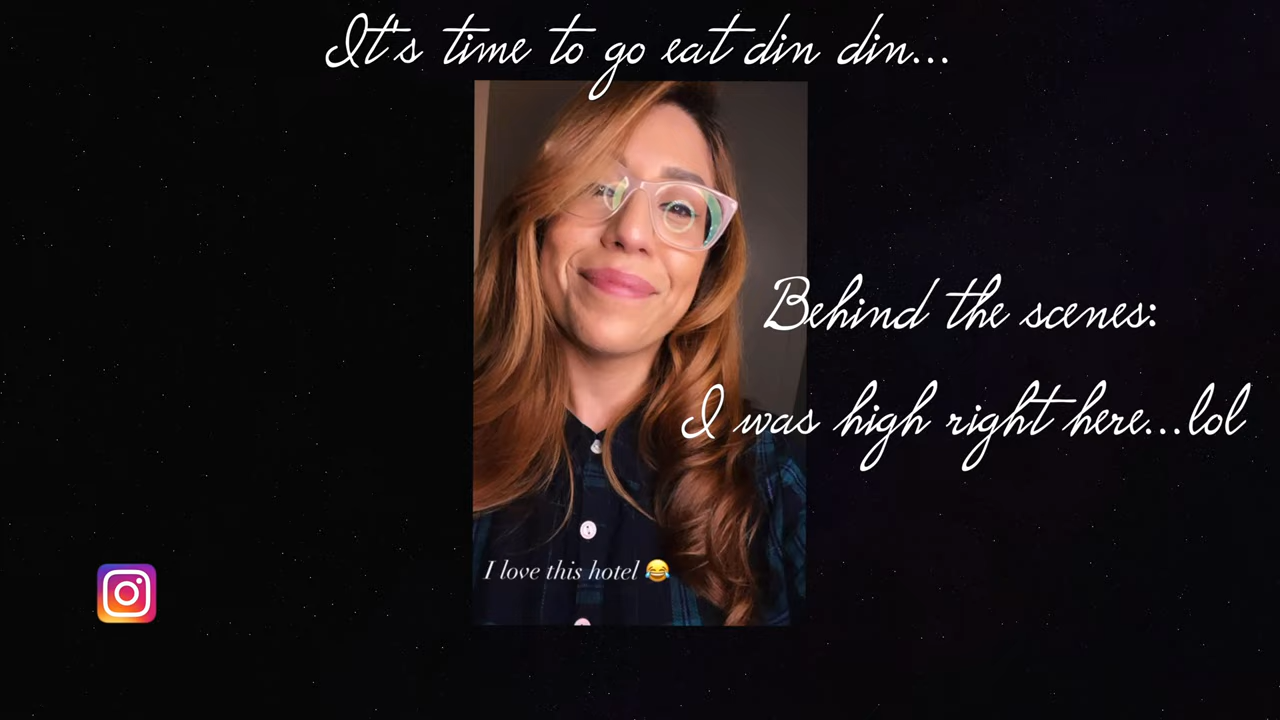 It's time to go eat din din...
Behind the scenes:
I was high right here...lol
I love this hotel 😂